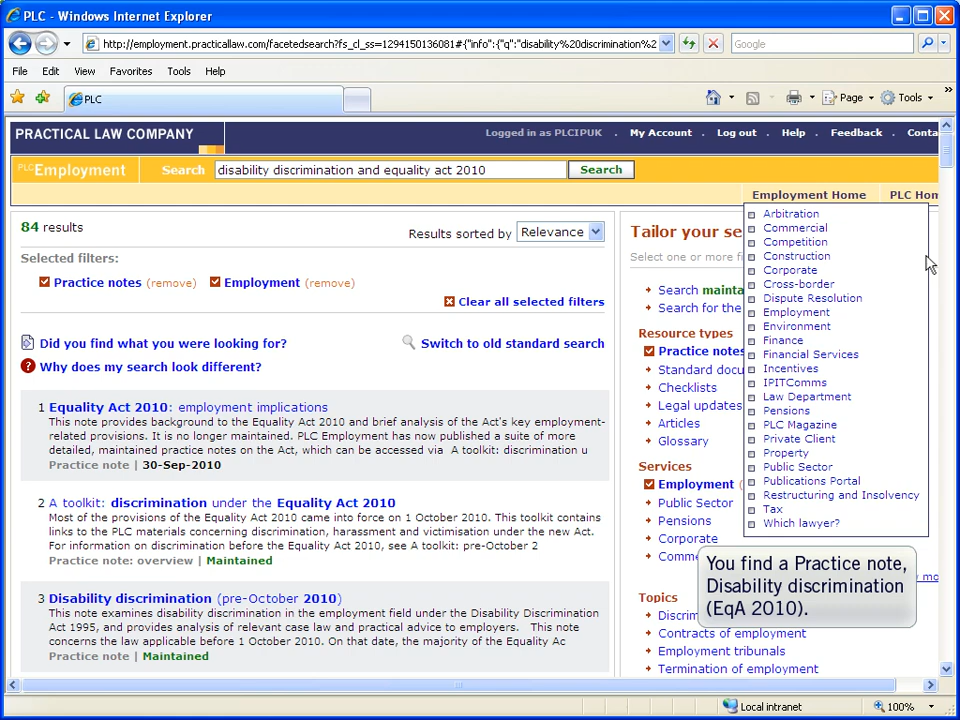 PLC - Windows Internet Explorer
http://employment.practicallaw.com/facetedsearch?fs_cl_ss=1294150136081#{"info":{"q":"disability%20discrimination%2
Google
File Edit View Favorites Tools Help
PLC
Page Tools
PRACTICAL LAW COMPANY
Logged in as PLCIPUK . My Account . Log out . Help . Feedback . Conta
PLCEmployment
Search disability discrimination and equality act 2010 Search
Employment Home PLC Hom
84 results
Results sorted by Relevance
Selected filters:
Practice notes (remove) Employment (remove)
Clear all selected filters
Did you find what you were looking for?
Switch to old standard search
Why does my search look different?
1 Equality Act 2010: employment implications
This note provides background to the Equality Act 2010 and brief analysis of the Act's key employment-
related provisions. It is no longer maintained. PLC Employment has now published a suite of more
detailed, maintained practice notes on the Act, which can be accessed via A toolkit: discrimination u
Practice note | 30-Sep-2010
2 A toolkit: discrimination under the Equality Act 2010
Most of the provisions of the Equality Act 2010 came into force on 1 October 2010. This toolkit contains
links to the PLC materials concerning discrimination, harassment and victimisation under the new Act.
For information on discrimination before the Equality Act 2010, see A toolkit: pre-October 2
Practice note: overview | Maintained
3 Disability discrimination (pre-October 2010)
This note examines disability discrimination in the employment field under the Disability Discrimination
Act 1995, and provides analysis of relevant case law and practical advice to employers. This note
concerns the law applicable before 1 October 2010. On that date, the majority of the Equality Ac
Practice note | Maintained
Tailor your se
Select one or more fi
Search mainta
Search for the
Resource types
Practice notes
Standard docu
Checklists
Legal updates
Articles
Glossary
Services
Employment
Public Sector
Pensions
Corporate
Comme
mo
Topics
Discrim
Contracts of employment
Employment tribunals
Termination of employment
Arbitration
Commercial
Competition
Construction
Corporate
Cross-border
Dispute Resolution
Employment
Environment
Finance
Financial Services
Incentives
IPITComms
Law Department
Pensions
PLC Magazine
Private Client
Property
Public Sector
Publications Portal
Restructuring and Insolvency
Tax
Which lawyer?
You find a Practice note,
Disability discrimination
(EqA 2010).
Local intranet
100%